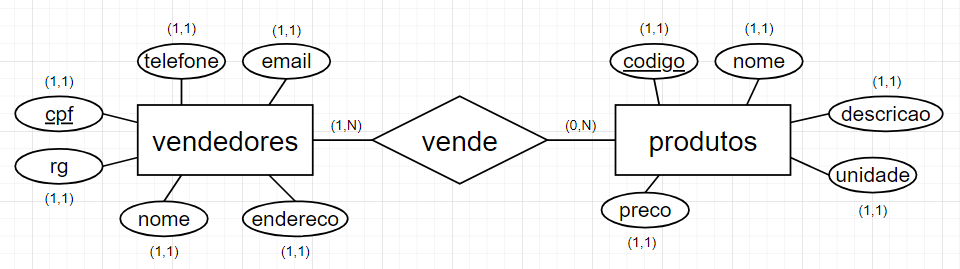 (1,1)
(1,1)
(1,1)
(1,1)
telefone
email
codigo
nome
(1,1)
(1,1)
cpf
descricao
(1,N)
(0,N)
vendedores
vende
produtos
rg
unidade
(1,1)
(1,1)
nome
endereco
preco
(1,1)
(1,1)
(1,1)